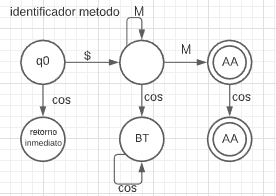 identificador metodo
M
q0
$
M
AA
cos
cos
cos
retorno
inmediato
BT
AA
cos